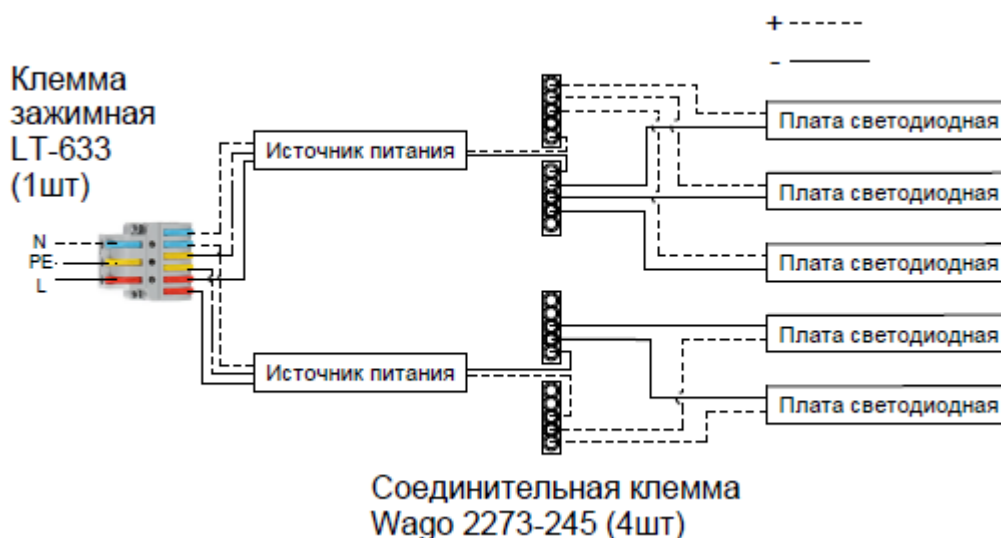 +
-
Клемма
зажимная
LT-633
(1шт)
Источник питания
Плата светодиодная
Плата светодиодная
N
PE
L
Плата светодиодная
Плата светодиодная
Источник питания
Плата светодиодная
Соединительная клемма
Wago 2273-245 (4шт)